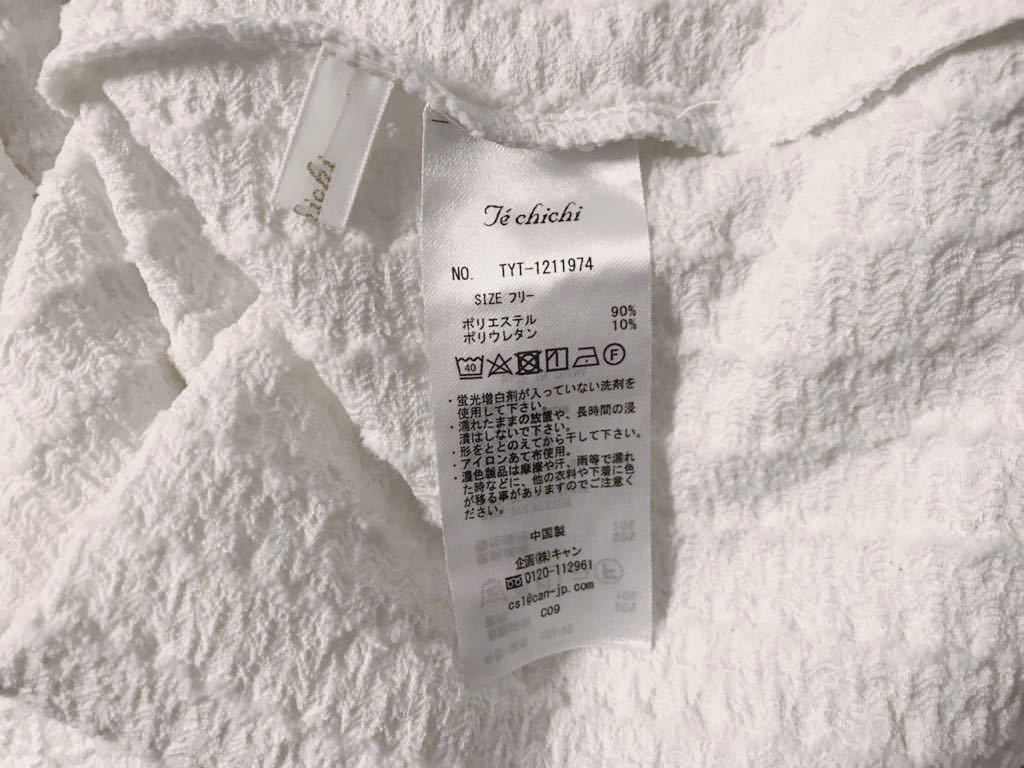 hichi
Té chichi
NO. TYT-1211974
SIZE フリー
ポリエステル 90%
ポリウレタン 10%
40 F
・蛍光増白剤が入っていない洗剤を
使用して下さい。
・濡れたままの放置や、長時間の浸
漬はしないで下さい。
・形をととのえてから干して下さい。
・アイロンあて布使用。
・濃色製品は摩擦や汗、雨等で濡れ
た時などに、他の衣料や下着に色
が移る事がありますのでご注意く
ださい。
中国製
企画(株)キャン
0120-112961
cs1@can-jp.com
C09